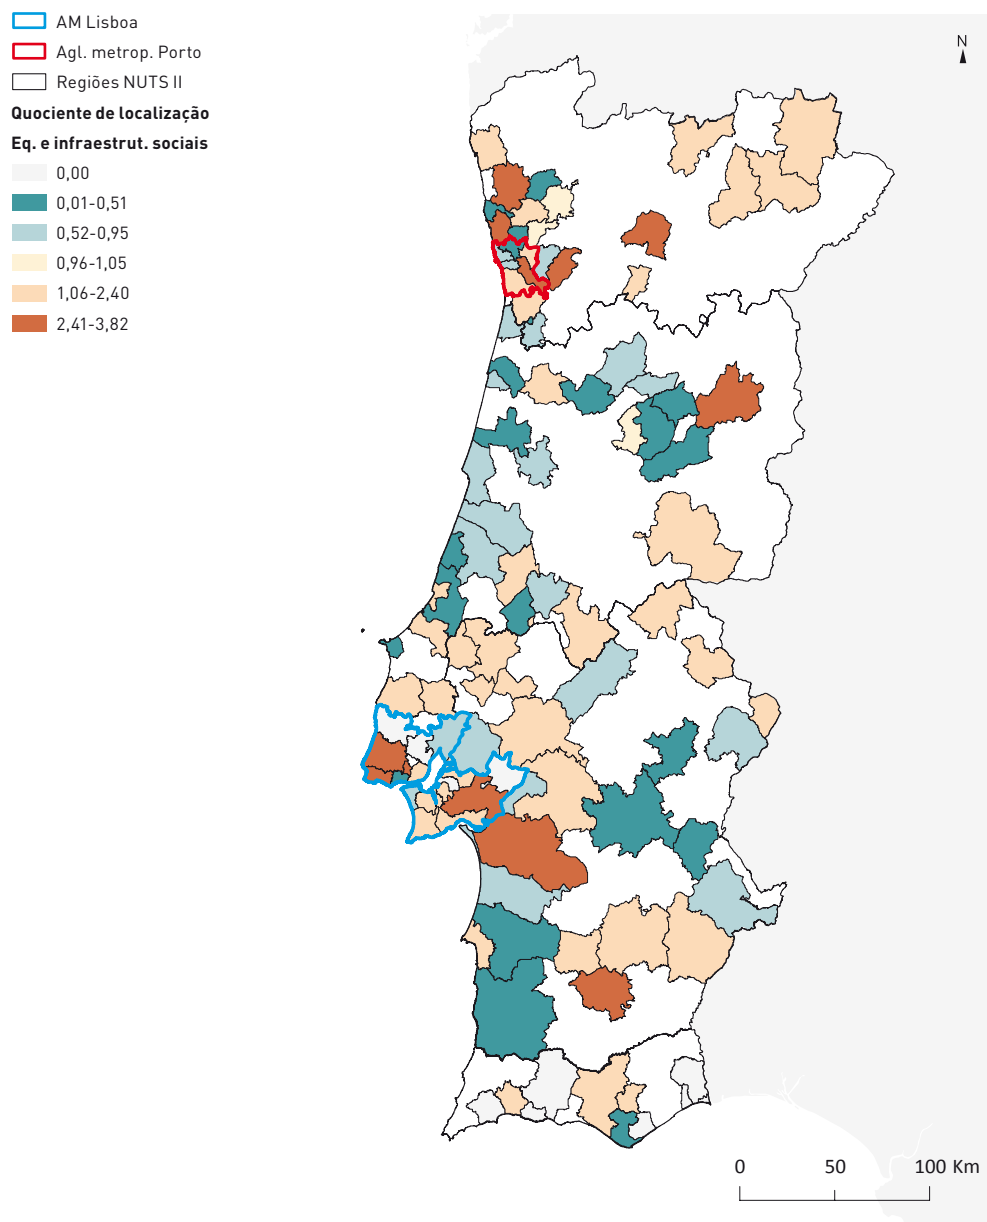 AM Lisboa
Agl. metrop. Porto
Regiões NUTS II
Quociente de localização
Eq. e infraestrut. sociais
0,00
0,01-0,51
0,52-0,95
0,96-1,05
1,06-2,40
2,41-3,82
N
0 50 100 Km